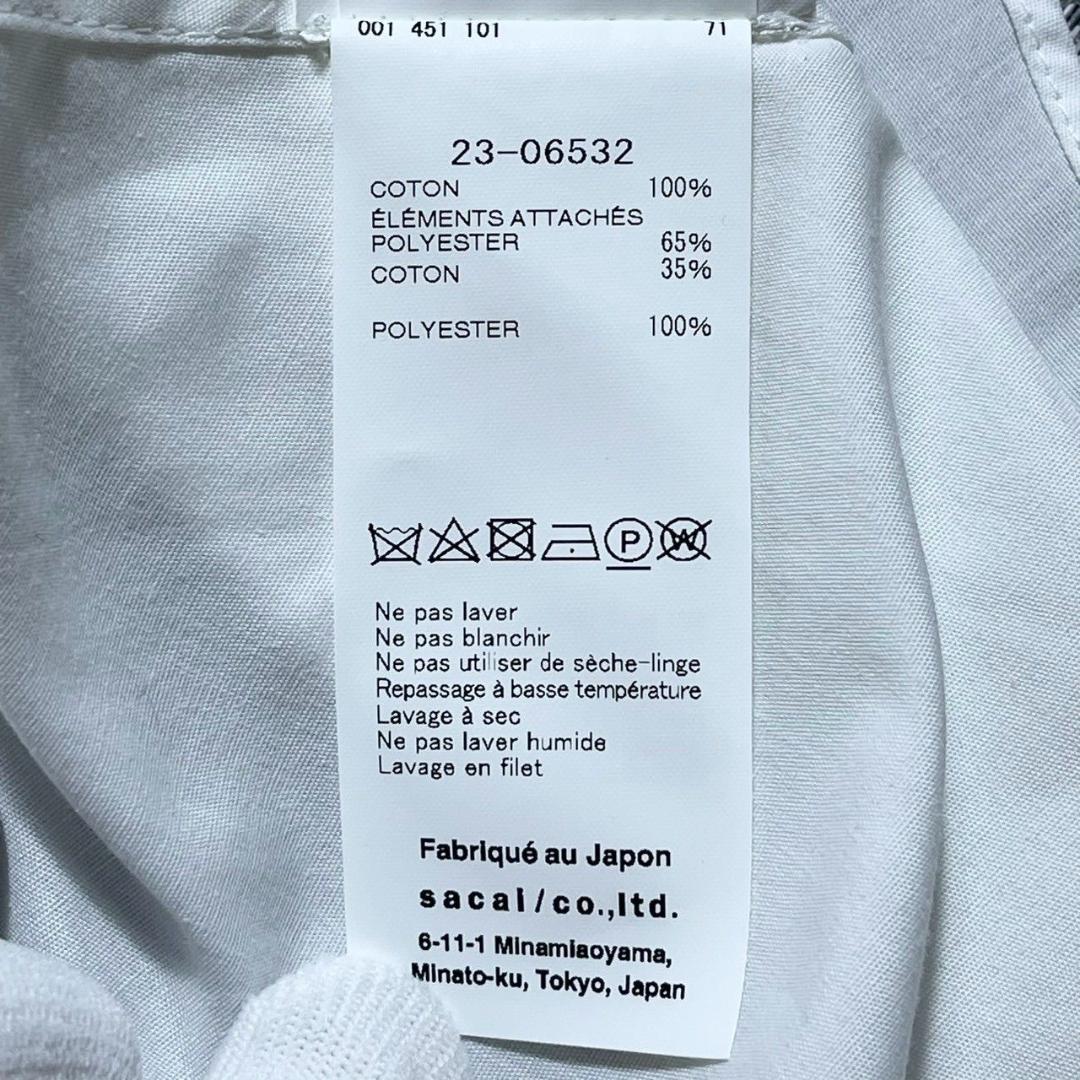 001 451 101 71
23-06532
COTON 100%
ÉLÉMENTS ATTACHÉS
POLYESTER 65%
COTON 35%
POLYESTER 100%
P W
Ne pas laver
Ne pas blanchir
Ne pas utiliser de sèche-linge
Repassage à basse température
Lavage à sec
Ne pas laver humide
Lavage en filet
Fabriqué au Japon
sacai/co.,ltd.
6-11-1 Minamiaoyama,
Minato-ku, Tokyo, Japan